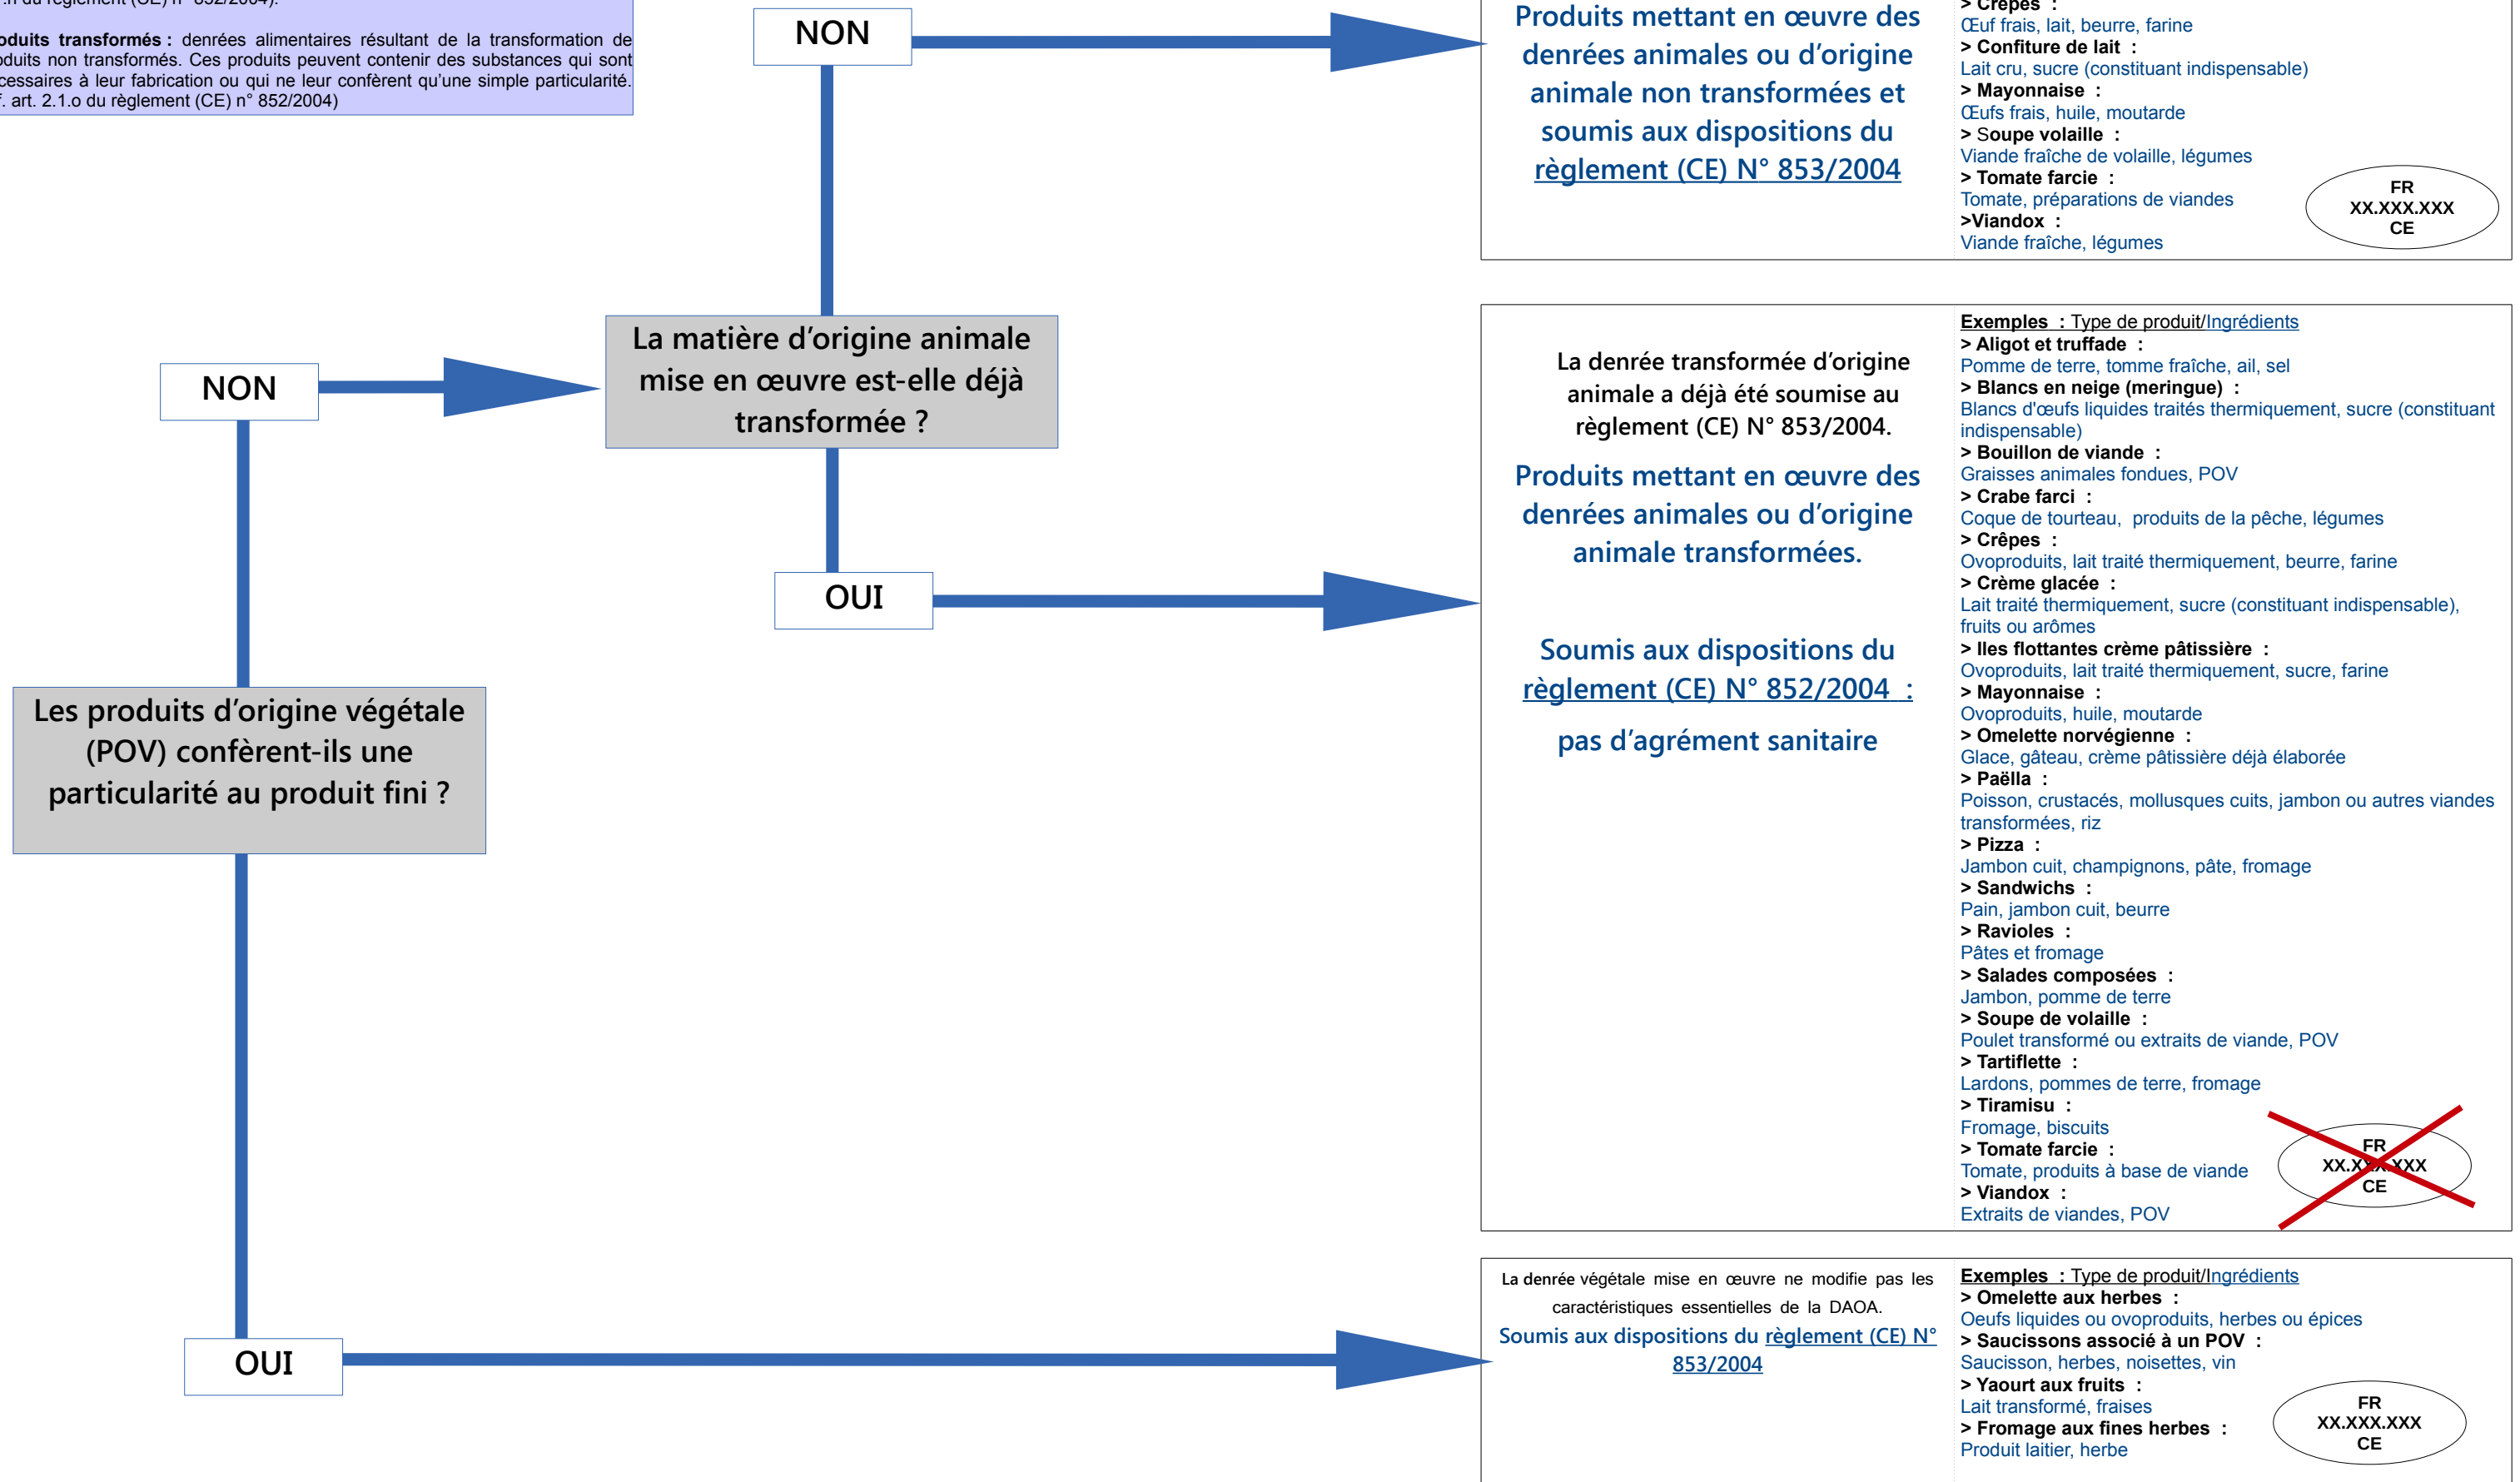 du règlement (CE) n° 852/2004).
transformés : denrées alimentaires résultant de la transformation de
non transformés. Ces produits peuvent contenir des substances qui sont
à leur fabrication ou qui ne leur confèrent qu'une simple particularité.
art. 2.1.o du règlement (CE) n° 852/2004)
NON
Produits mettant en œuvre des
denrées animales ou d'origine
animale non transformées et
soumis aux dispositions du
règlement (CE) N° 853/2004
> Crêpes :
Œuf frais, lait, beurre, farine
> Confiture de lait :
Lait cru, sucre (constituant indispensable)
> Mayonnaise :
Œufs frais, huile, moutarde
> Soupe volaille :
Viande fraîche de volaille, légumes
> Tomate farcie :
Tomate, préparations de viandes
>Viandox :
Viande fraîche, légumes
FR
XX.XXX.XXX
CE
NON
La matière d'origine animale
mise en œuvre est-elle déjà
transformée ?
OUI
La denrée transformée d'origine
animale a déjà été soumise au
règlement (CE) N° 853/2004.
Produits mettant en œuvre des
denrées animales ou d'origine
animale transformées.
Soumis aux dispositions du
règlement (CE) N° 852/2004 :
pas d'agrément sanitaire
Exemples : Type de produit/Ingrédients
> Aligot et truffade :
Pomme de terre, tomme fraîche, ail, sel
> Blancs en neige (meringue) :
Blancs d'œufs liquides traités thermiquement, sucre (constituant
indispensable)
> Bouillon de viande :
Graisses animales fondues, POV
> Crabe farci :
Coque de tourteau, produits de la pêche, légumes
> Crêpes :
Ovoproduits, lait traité thermiquement, beurre, farine
> Crème glacée :
Lait traité thermiquement, sucre (constituant indispensable),
fruits ou arômes
> Iles flottantes crème pâtissière :
Ovoproduits, lait traité thermiquement, sucre, farine
> Mayonnaise :
Ovoproduits, huile, moutarde
> Omelette norvégienne :
Glace, gâteau, crème pâtissière déjà élaborée
> Paëlla :
Poisson, crustacés, mollusques cuits, jambon ou autres viandes
transformées, riz
> Pizza :
Jambon cuit, champignons, pâte, fromage
> Sandwichs :
Pain, jambon cuit, beurre
> Ravioles :
Pâtes et fromage
> Salades composées :
Jambon, pomme de terre
> Soupe de volaille :
Poulet transformé ou extraits de viande, POV
> Tartiflette :
Lardons, pommes de terre, fromage
> Tiramisu :
Fromage, biscuits
> Tomate farcie :
Tomate, produits à base de viande
> Viandox :
Extraits de viandes, POV
FR
XX.XXX.XXX
CE
Les produits d'origine végétale
(POV) confèrent-ils une
particularité au produit fini ?
OUI
La denrée végétale mise en œuvre ne modifie pas les
caractéristiques essentielles de la DAOA.
Soumis aux dispositions du règlement (CE) N°
853/2004
Exemples : Type de produit/Ingrédients
> Omelette aux herbes :
Oeufs liquides ou ovoproduits, herbes ou épices
> Saucissons associé à un POV :
Saucisson, herbes, noisettes, vin
> Yaourt aux fruits :
Lait transformé, fraises
> Fromage aux fines herbes :
Produit laitier, herbe
FR
XX.XXX.XXX
CE